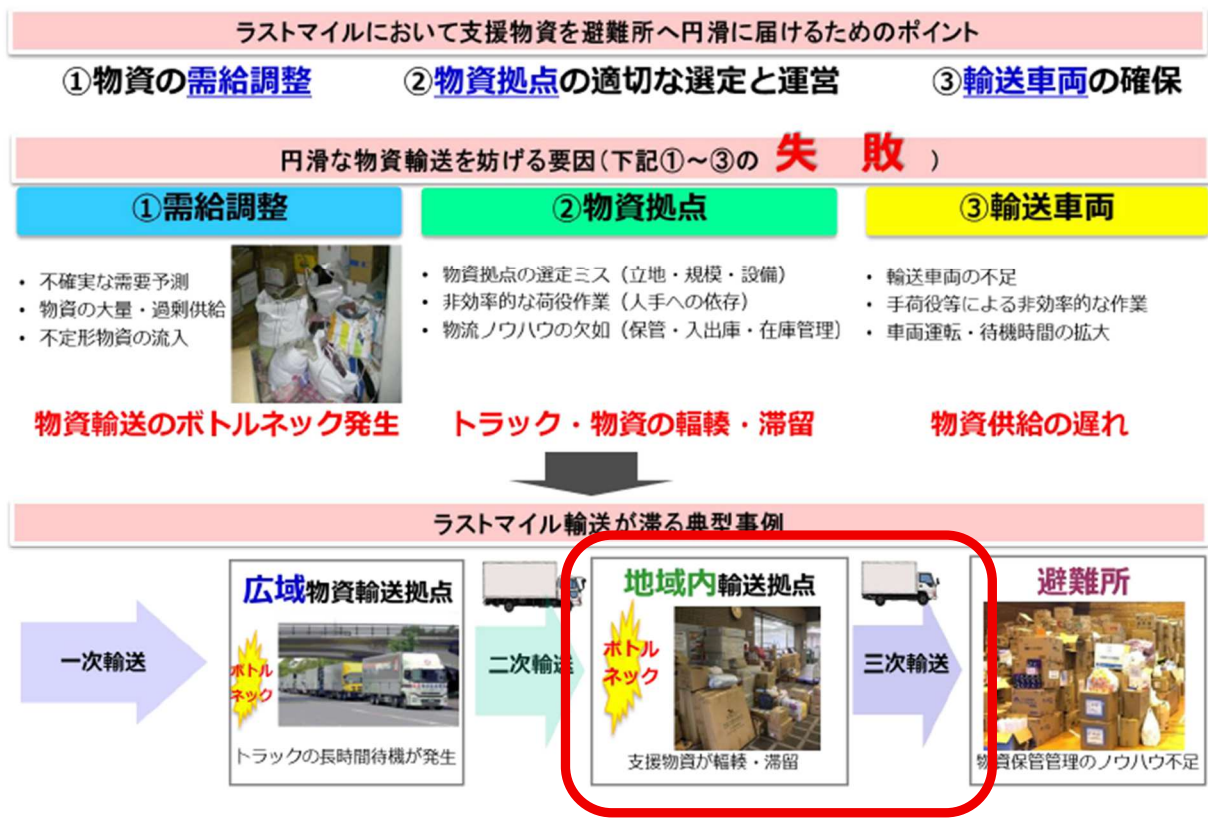 ラストマイルにおいて支援物資を避難所へ円滑に届けるためのポイント
①物資の需給調整
②物資拠点の適切な選定と運営
③輸送車両の確保
円滑な物資輸送を妨げる要因(下記①～③の 失 敗 )
①需給調整
②物資拠点
③輸送車両
• 不確実な需要予測
• 物資の大量・過剰供給
• 不定形物資の流入
• 物資拠点の選定ミス（立地・規模・設備）
• 非効率的な荷役作業（人手への依存）
• 物流ノウハウの欠如（保管・入出庫・在庫管理）
• 輸送車両の不足
• 手荷役等による非効率的な作業
• 車両運転・待機時間の拡大
物資輸送のボトルネック発生
トラック・物資の輻輳・滞留
物資供給の遅れ
ラストマイル輸送が滞る典型事例
一次輸送
広域物資輸送拠点
ボトル
ネック
トラックの長時間待機が発生
二次輸送
地域内輸送拠点
ボトル
ネック
支援物資が輻輳・滞留
三次輸送
避難所
物資保管管理のノウハウ不足